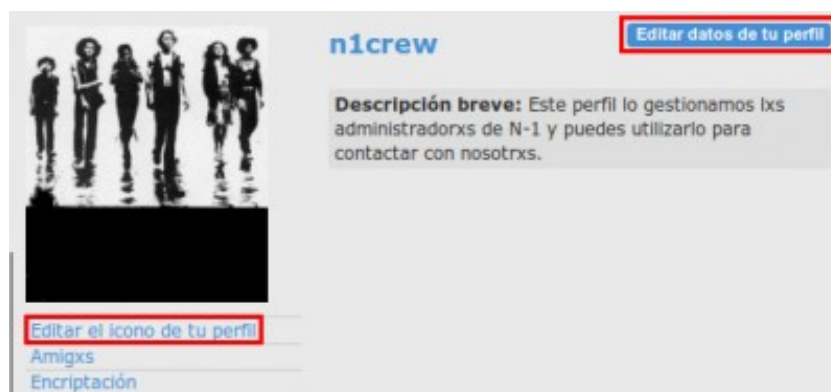 n1crew
Editar datos de tu perfil
Descripción breve: Este perfil lo gestionamos lxs
administradorxs de N-1 y puedes utilizarlo para
contactar con nosotrxs.
Editar el icono de tu perfil
Amigxs
Encriptación